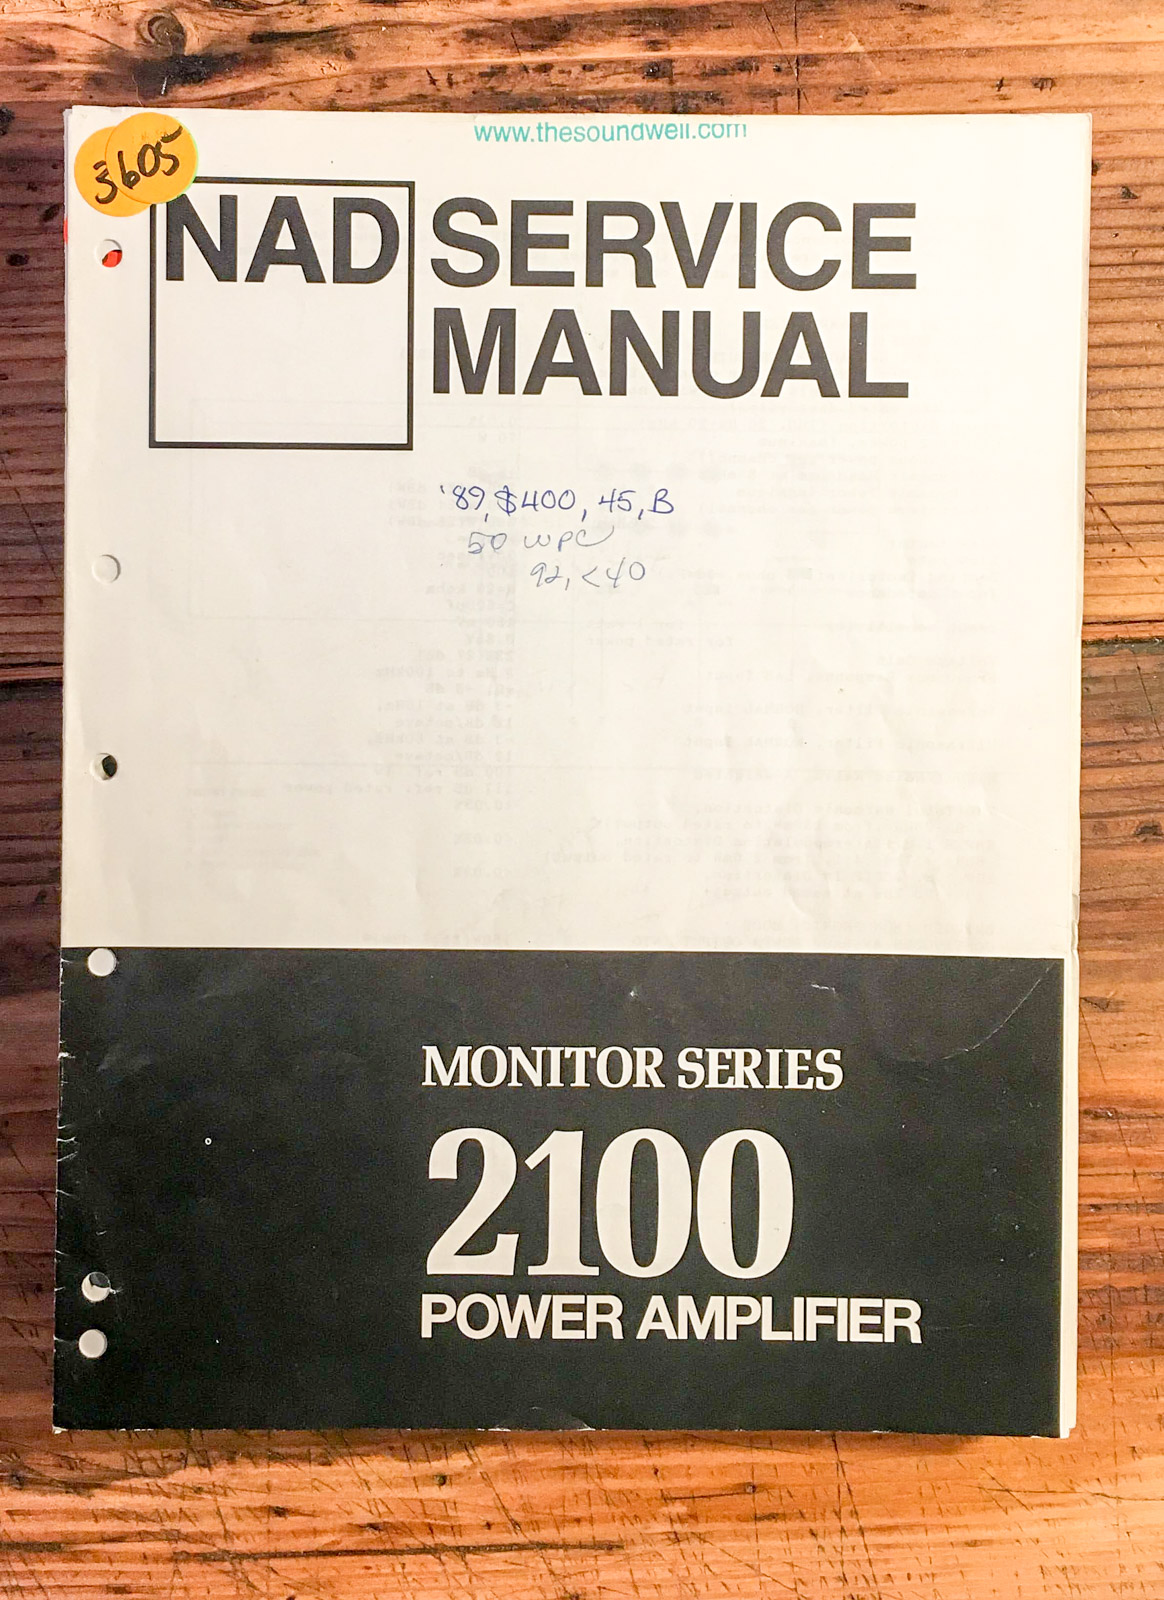 www.thesoundwell.com
3605
NAD SERVICE
MANUAL
'89, $400, 45, B
50 WPC
92, <40
MONITOR SERIES
2100
POWER AMPLIFIER